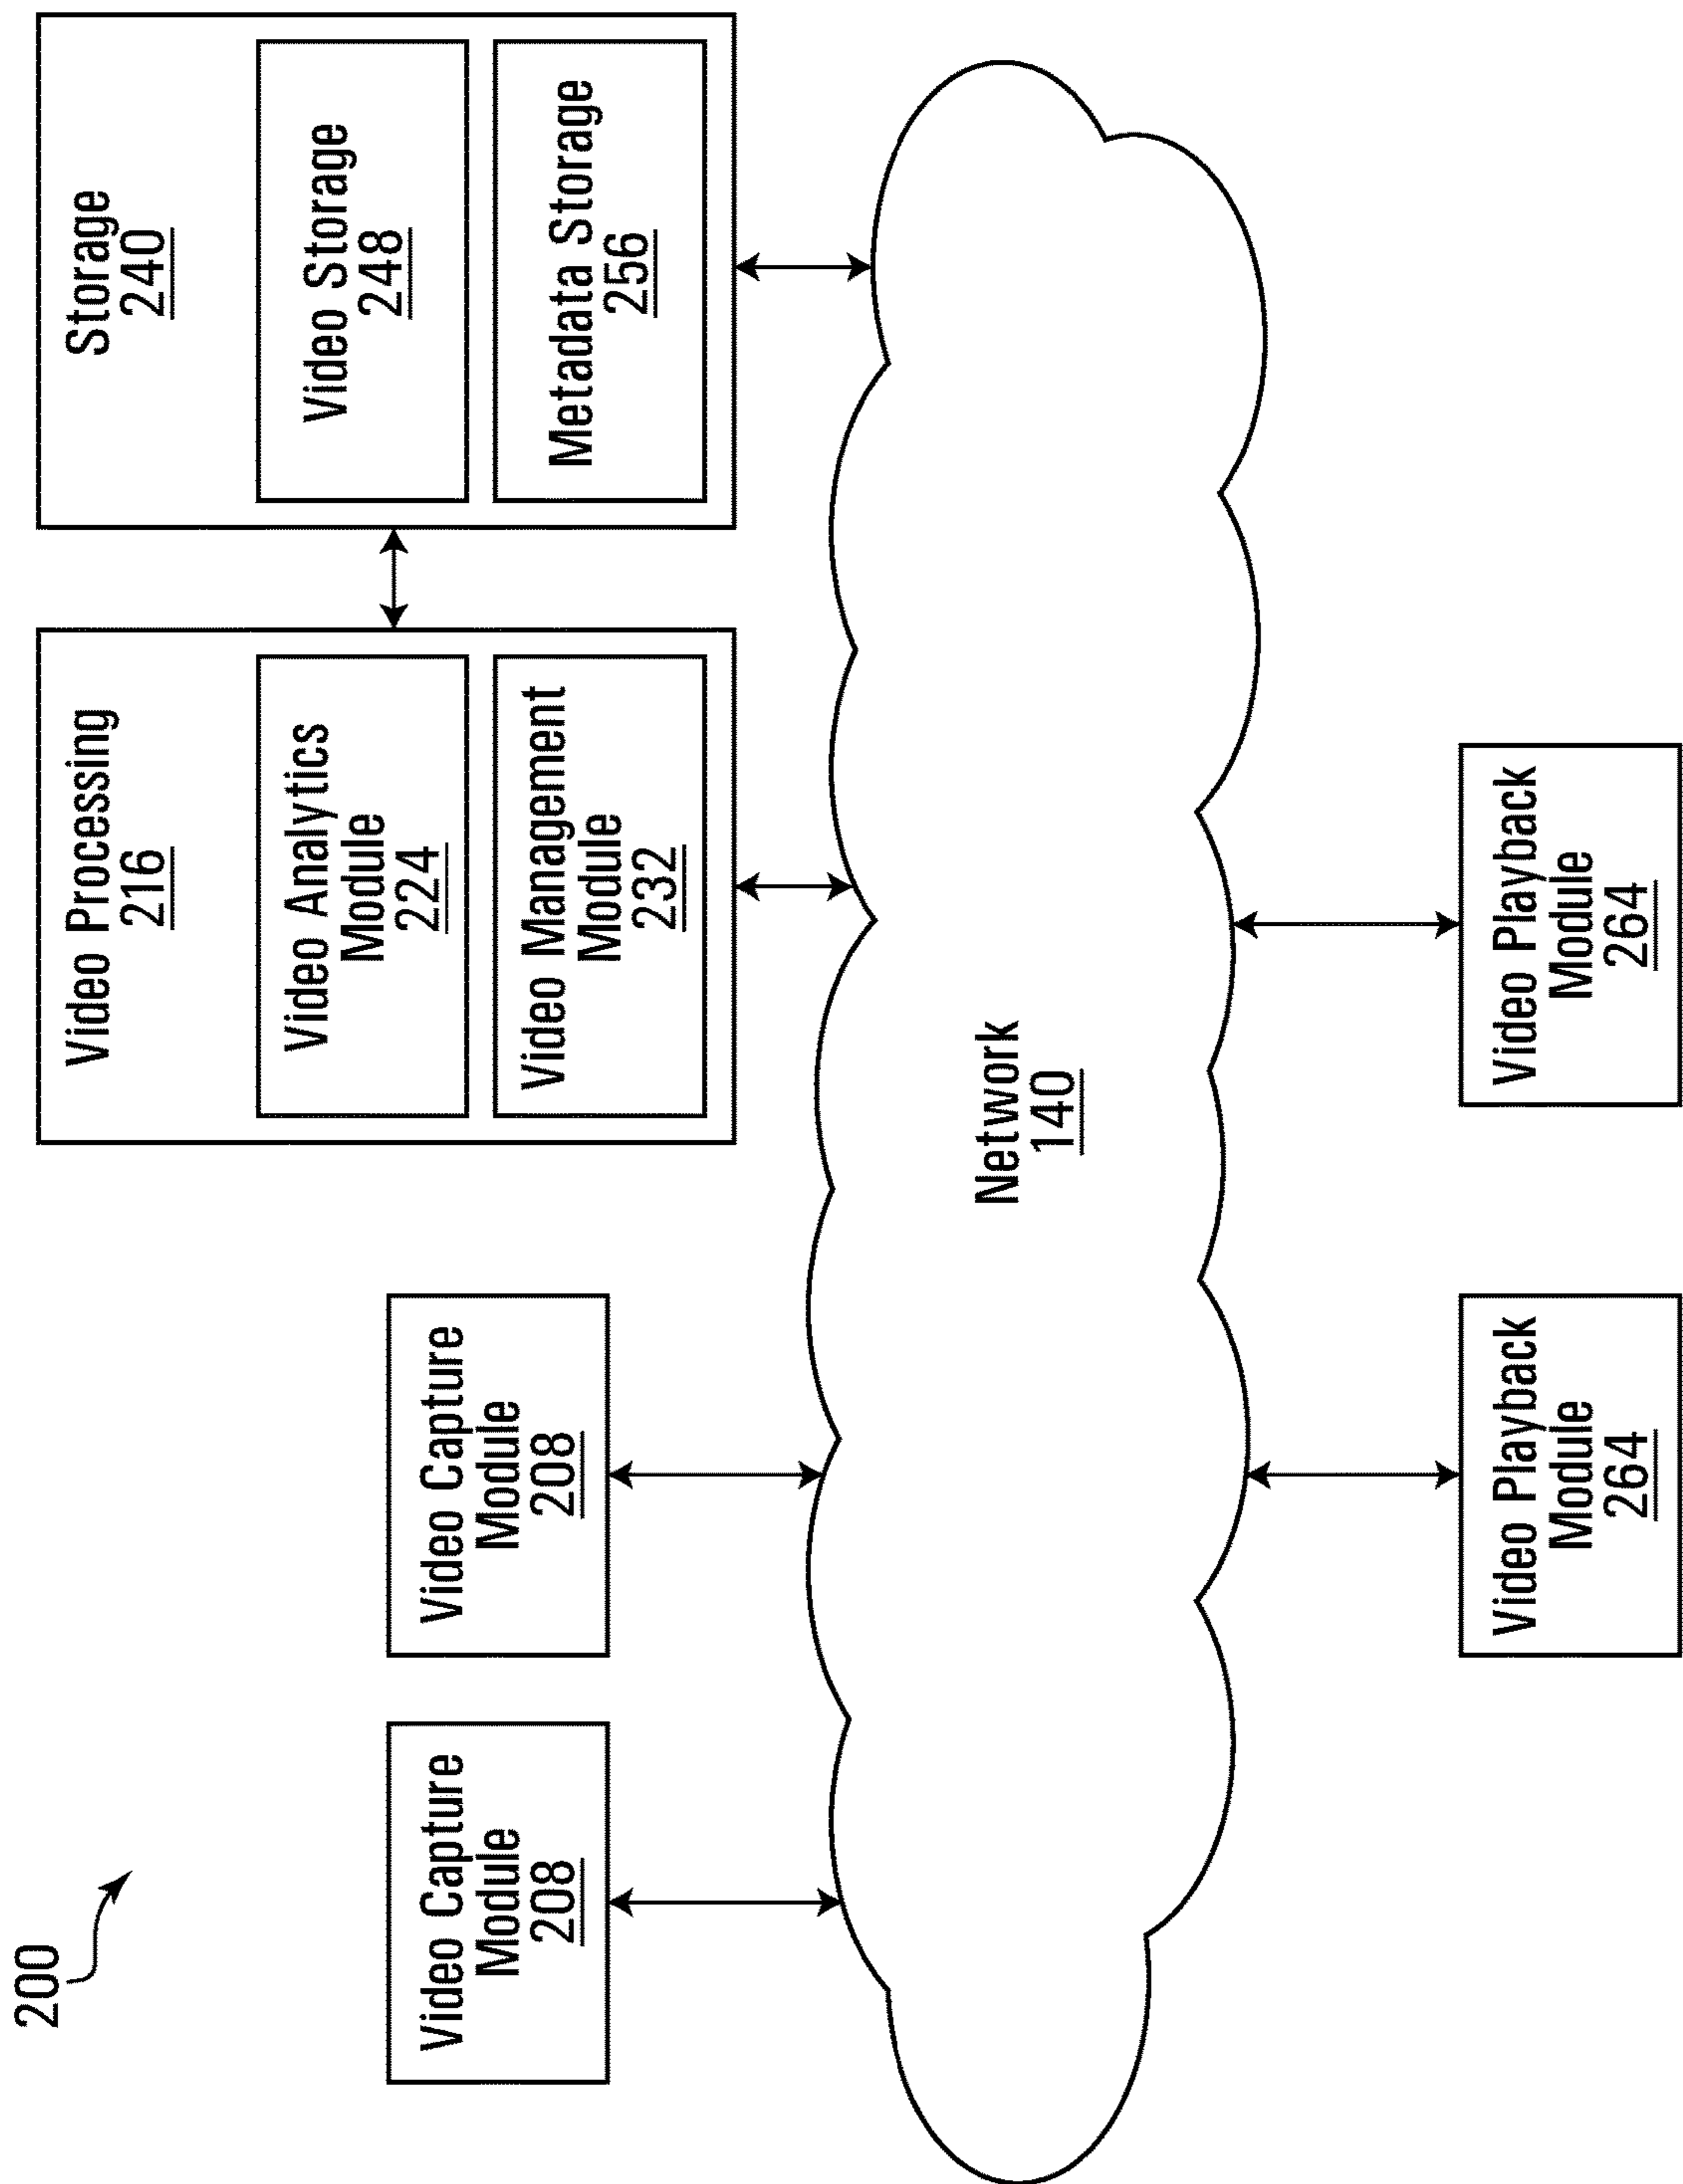 200
Video Capture
Module
208
Video Capture
Module
208
Video Processing
216
Video Analytics
Module
224
Video Management
Module
232
Storage
240
Video Storage
248
Metadata Storage
256
Network
140
Video Playback
Module
264
Video Playback
Module
264